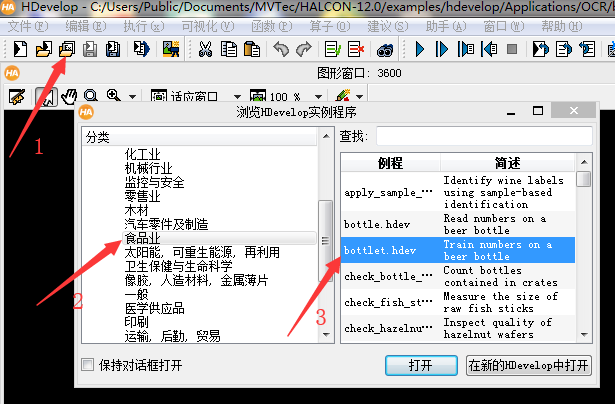 HDevelop - C:/Users/Public/Documents/MVTec/HALCON-12.0/examples/hdevelop/Applications/OCR/
文件(F) 编辑(E) 执行(x) 可视化(V) 函数(P) 算子(O) 建议(S) 助手(A) 窗口(W) 帮助(H)
图形窗口: 3600
适应窗口 100 %
浏览HDevelop实例程序
1
分类
查找:
化工业
机械行业
监控与安全
零售业
木材
汽车零件及制造
食品业
太阳能, 可重生能源, 再利用
卫生保健与生命科学
像胶, 人造材料, 金属薄片
一般
医学供应品
印刷
运输, 后勤, 贸易
2
例程 简述
apply_sample_··· Identify wine labels
using sample-based
identification
bottle.hdev Read numbers on a
beer bottle
bottlet.hdev Train numbers on a
beer bottle
check_bottle_··· Count bottles
contained in crates
check_fish_st··· Measure the size of
raw fish sticks
check_hazelnu··· Inspect quality of
hazelnut wafers
3
保持对话框打开
打开
在新的HDevelop中打开